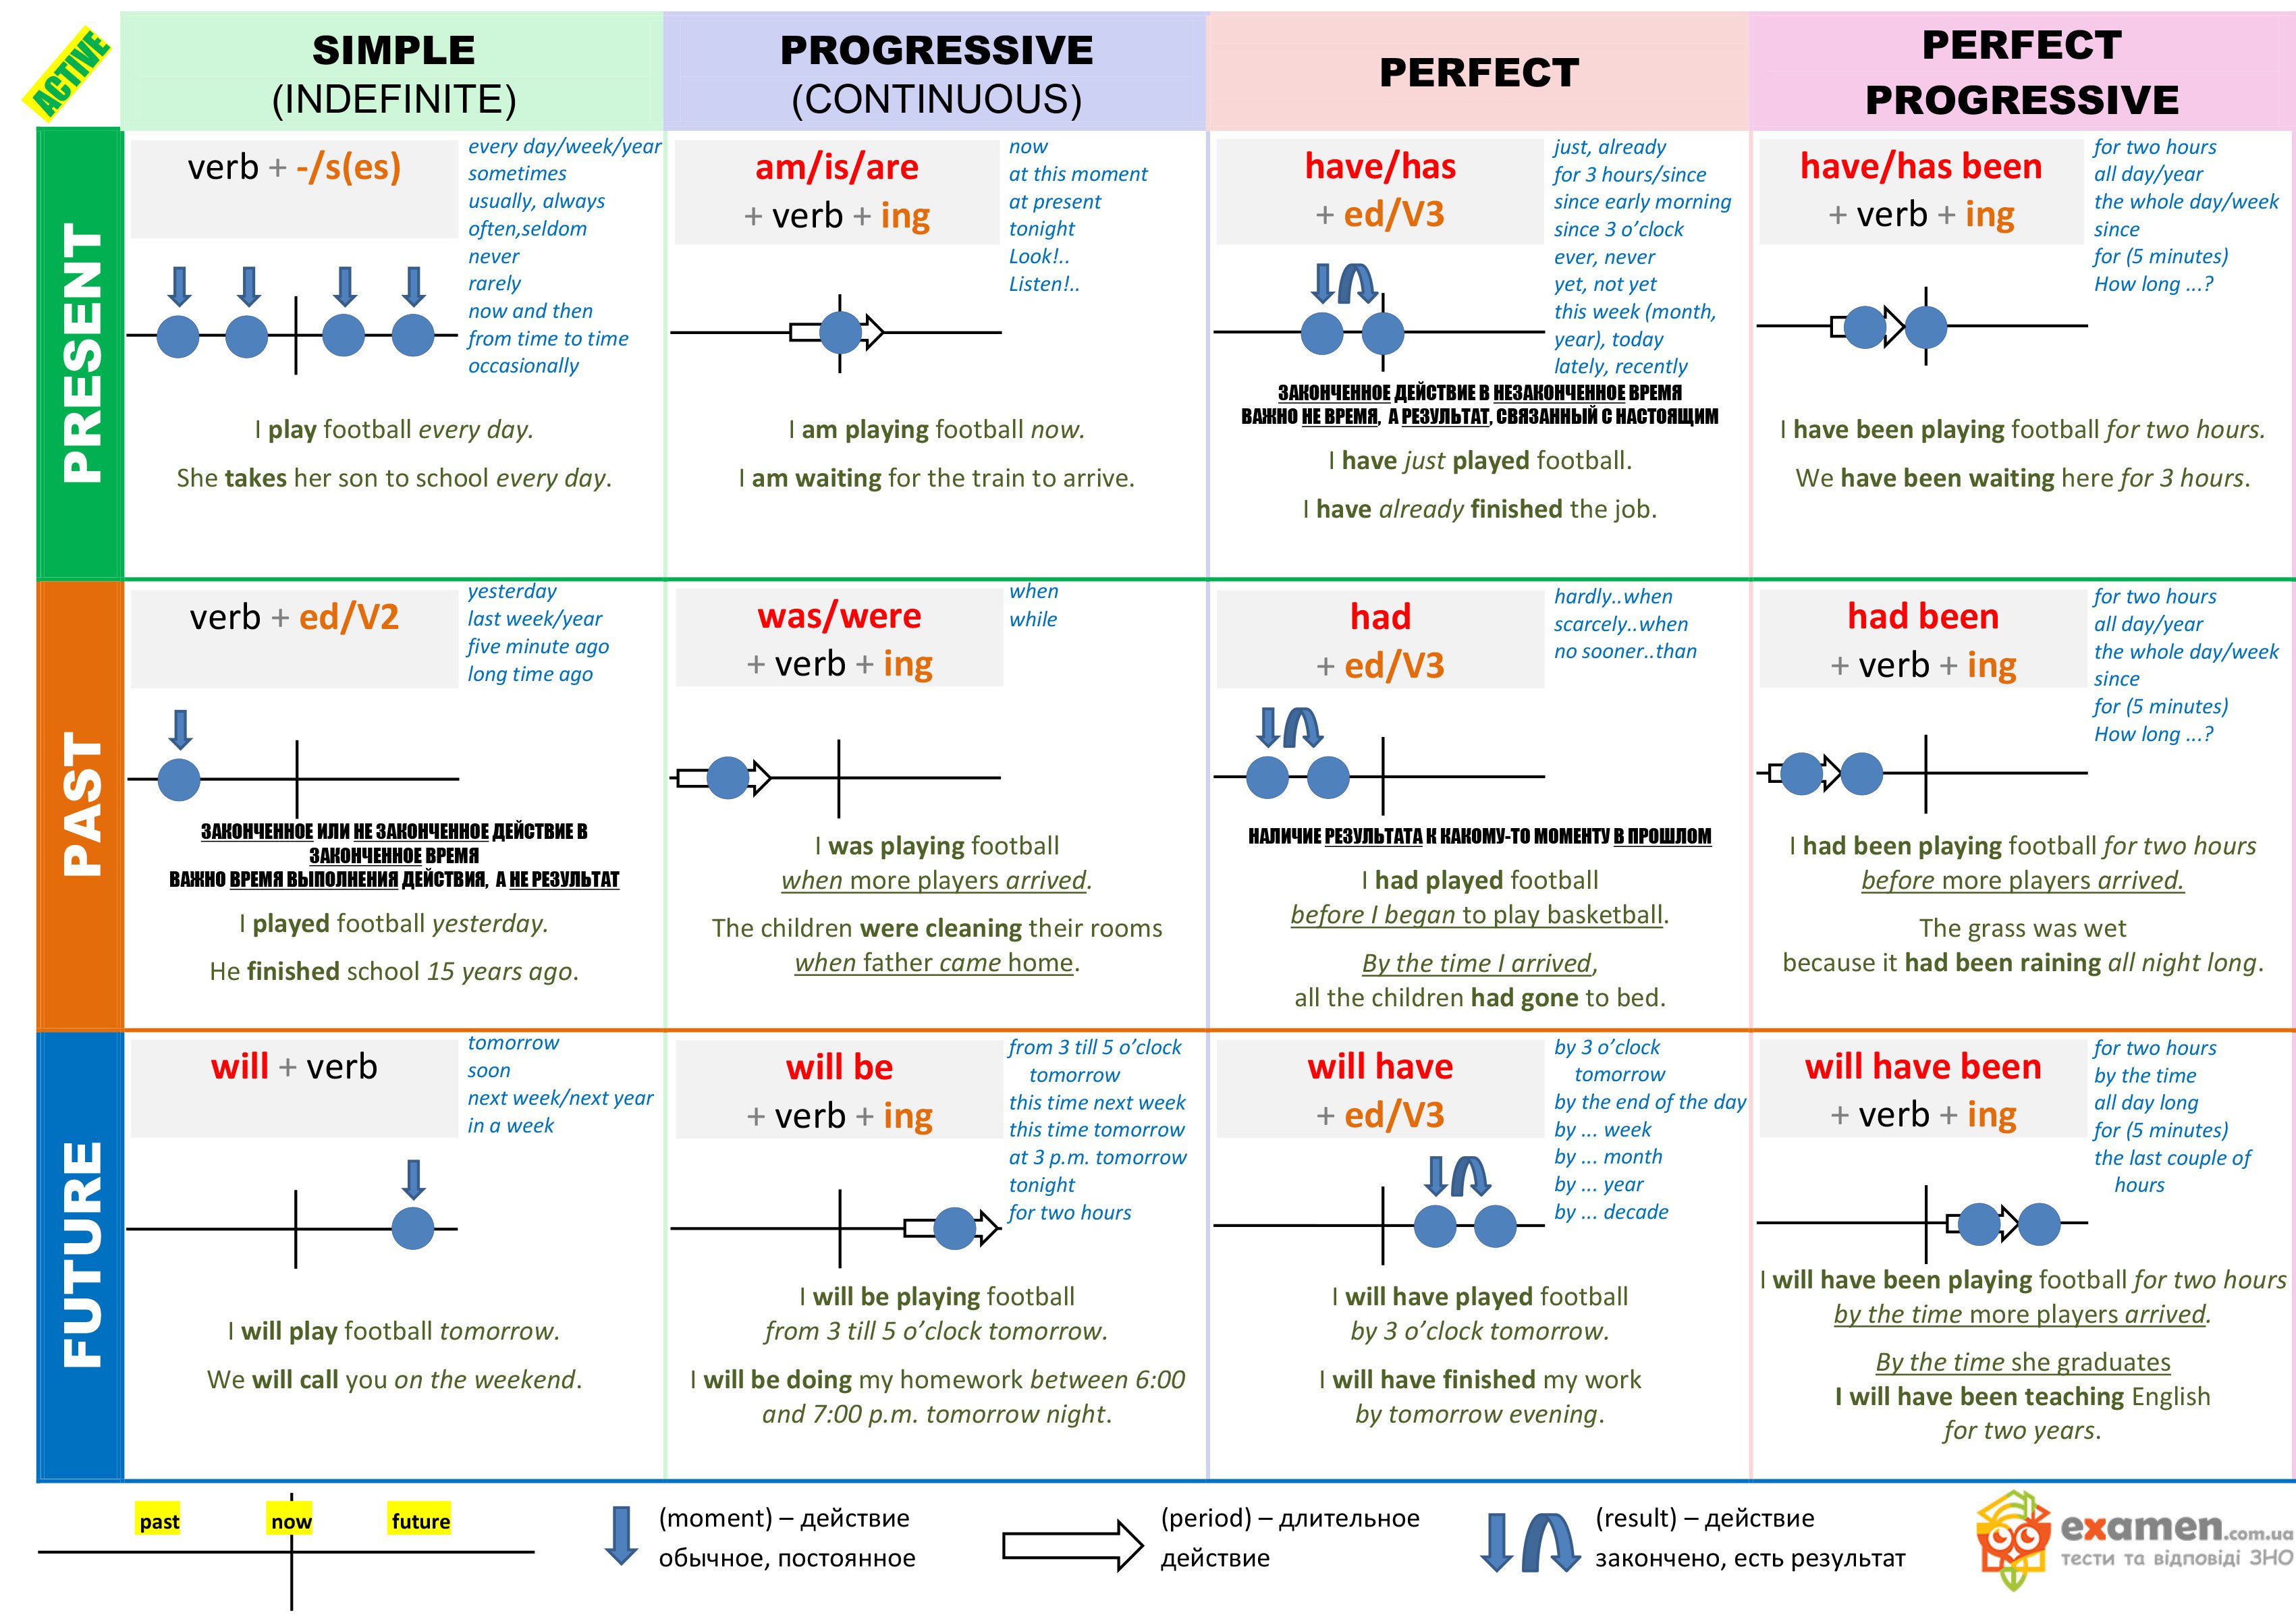 ACTIVE
SIMPLE
(INDEFINITE)
PROGRESSIVE
(CONTINUOUS)
PERFECT
PERFECT
PROGRESSIVE
PRESENT
verb + -/s(es)
every day/week/year
sometimes
usually, always
often,seldom
never
rarely
now and then
from time to time
occasionally
I play football every day.
She takes her son to school every day.
am/is/are
+ verb + ing
now
at this moment
at present
tonight
Look!..
Listen!..
I am playing football now.
I am waiting for the train to arrive.
have/has
+ ed/V3
just, already
for 3 hours/since
since early morning
since 3 o’clock
ever, never
yet, not yet
this week (month,
year), today
lately, recently
ЗАКОНЧЕННОЕ ДЕЙСТВИЕ В НЕЗАКОНЧЕННОЕ ВРЕМЯ
ВАЖНО НЕ ВРЕМЯ, А РЕЗУЛЬТАТ, СВЯЗАННЫЙ С НАСТОЯЩИМ
I have just played football.
I have already finished the job.
have/has been
+ verb + ing
for two hours
all day/year
the whole day/week
since
for (5 minutes)
How long ...?
I have been playing football for two hours.
We have been waiting here for 3 hours.
PAST
verb + ed/V2
yesterday
last week/year
five minute ago
long time ago
ЗАКОНЧЕННОЕ ИЛИ НЕ ЗАКОНЧЕННОЕ ДЕЙСТВИЕ В
ЗАКОНЧЕННОЕ ВРЕМЯ
ВАЖНО ВРЕМЯ ВЫПОЛНЕНИЯ ДЕЙСТВИЯ, А НЕ РЕЗУЛЬТАТ
I played football yesterday.
He finished school 15 years ago.
was/were
+ verb + ing
when
while
I was playing football
when more players arrived.
The children were cleaning their rooms
when father came home.
had
+ ed/V3
hardly..when
scarcely..when
no sooner..than
НАЛИЧИЕ РЕЗУЛЬТАТА К КАКОМУ-ТО МОМЕНТУ В ПРОШЛОМ
I had played football
before I began to play basketball.
By the time I arrived,
all the children had gone to bed.
had been
+ verb + ing
for two hours
all day/year
the whole day/week
since
for (5 minutes)
How long ...?
I had been playing football for two hours
before more players arrived.
The grass was wet
because it had been raining all night long.
FUTURE
will + verb
tomorrow
soon
next week/next year
in a week
I will play football tomorrow.
We will call you on the weekend.
will be
+ verb + ing
from 3 till 5 o’clock
tomorrow
this time next week
this time tomorrow
at 3 p.m. tomorrow
tonight
for two hours
I will be playing football
from 3 till 5 o’clock tomorrow.
I will be doing my homework between 6:00
and 7:00 p.m. tomorrow night.
will have
+ ed/V3
by 3 o’clock
tomorrow
by the end of the day
by ... week
by ... month
by ... year
by ... decade
I will have played football
by 3 o’clock tomorrow.
I will have finished my work
by tomorrow evening.
will have been
+ verb + ing
for two hours
by the time
all day long
for (5 minutes)
the last couple of
hours
I will have been playing football for two hours
by the time more players arrived.
By the time she graduates
I will have been teaching English
for two years.
past
now
future
(moment) – действие
обычное, постоянное
(period) – длительное
действие
(result) – действие
закончено, есть результат
examen.com.ua
тести та відповіді ЗНО